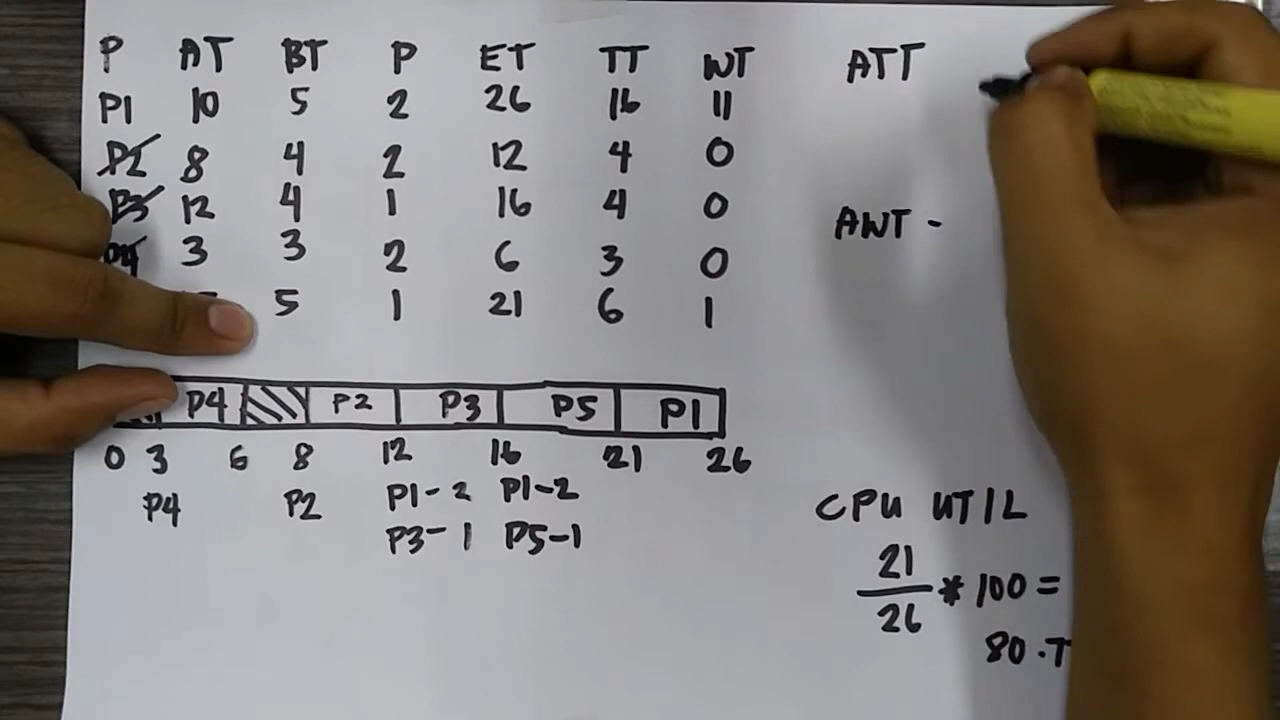 P AT BT P ET TT WT ATT
P1 10 5 2 26 16 11
P2 8 4 2 12 4 0
P3 12 4 1 16 4 0 AWT -
P4 3 3 2 6 3 0
5 1 21 6 1
P4 P2 P3 P5 P1
0 3 6 8 12 16 21 26
P4 P2 P1-2 P1-2
P3-1 P5-1
CPU UTIL
21
26 * 100 =
80.7